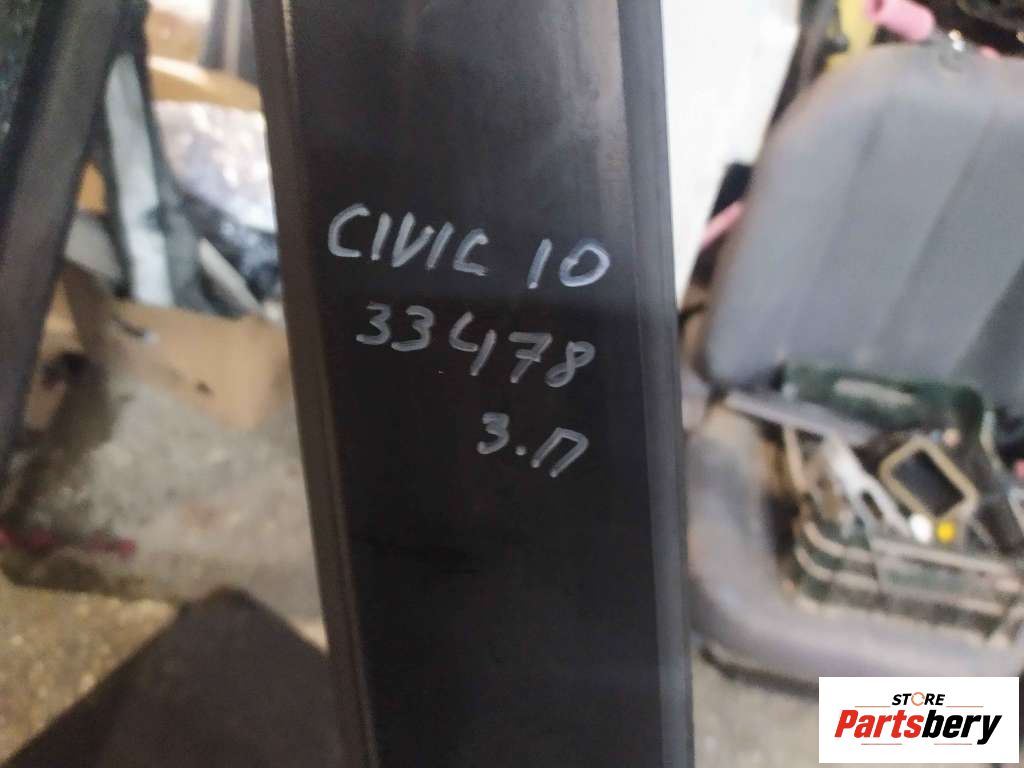 CIVIC 10
33478
З.П
STORE
Partsbery